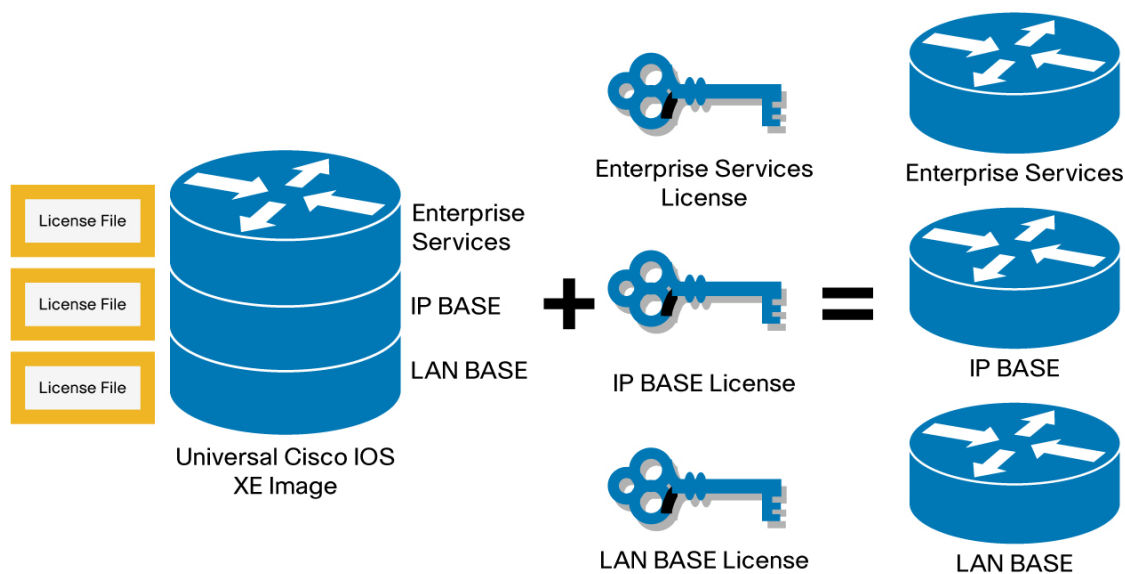 License File
License File
License File
Enterprise
Services
IP BASE
LAN BASE
Universal Cisco IOS
XE Image
Enterprise Services
License
IP BASE License
LAN BASE License
Enterprise Services
IP BASE
LAN BASE